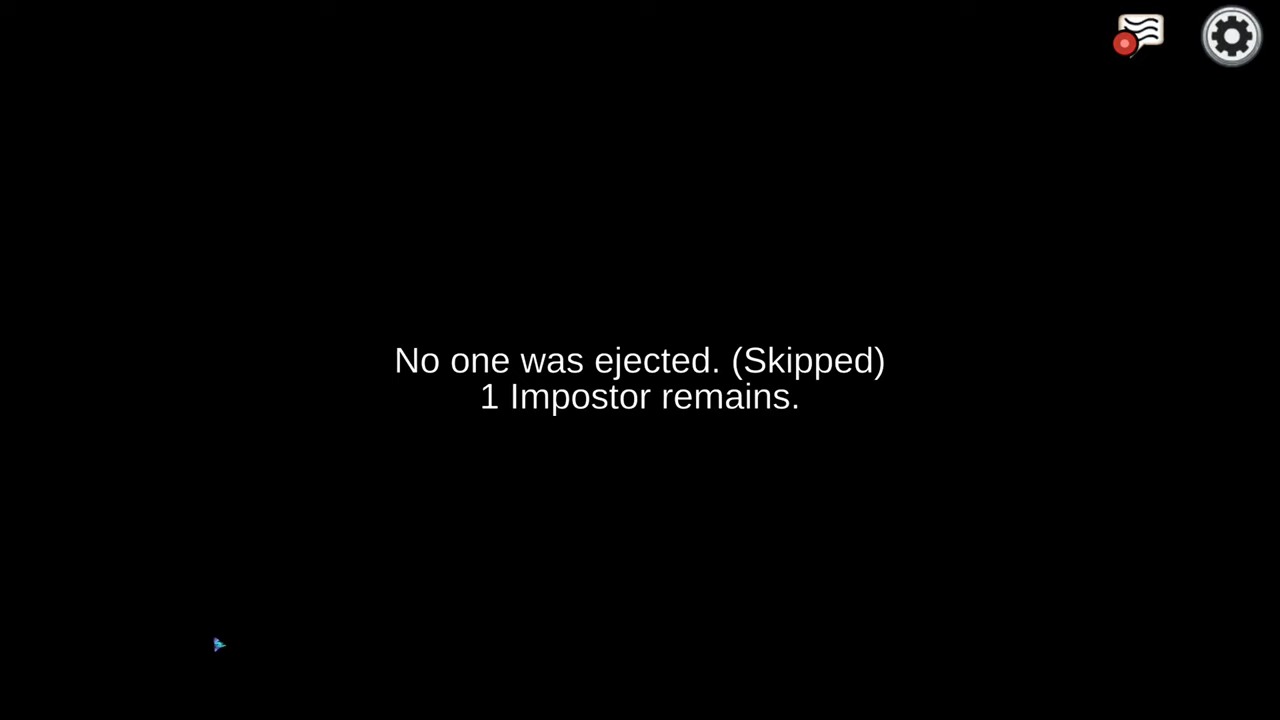 No one was ejected. (Skipped)
1 Impostor remains.